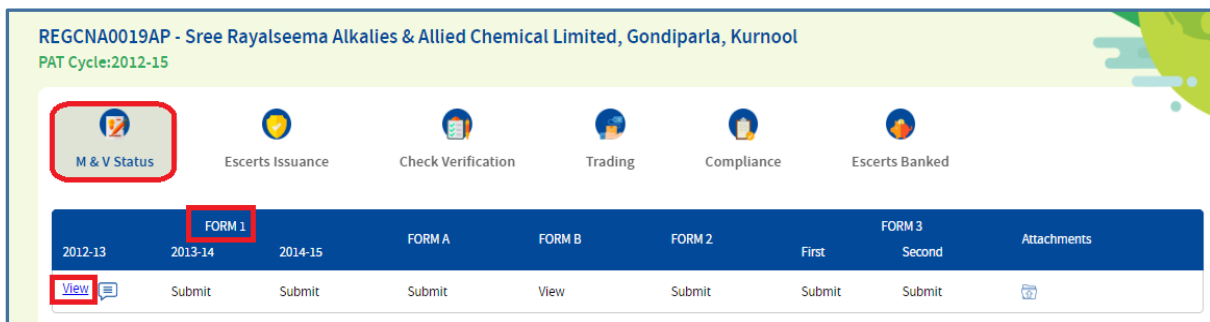 REGCNA0019AP - Sree Rayalseema Alkalies & Allied Chemical Limited, Gondiparla, Kurnool
PAT Cycle:2012-15
M & V Status Escerts Issuance Check Verification Trading Compliance Escerts Banked
FORM 1 FORM A FORM B FORM 2 FORM 3 Attachments
2012-13 2013-14 2014-15 First Second
View Submit Submit Submit View Submit Submit Submit